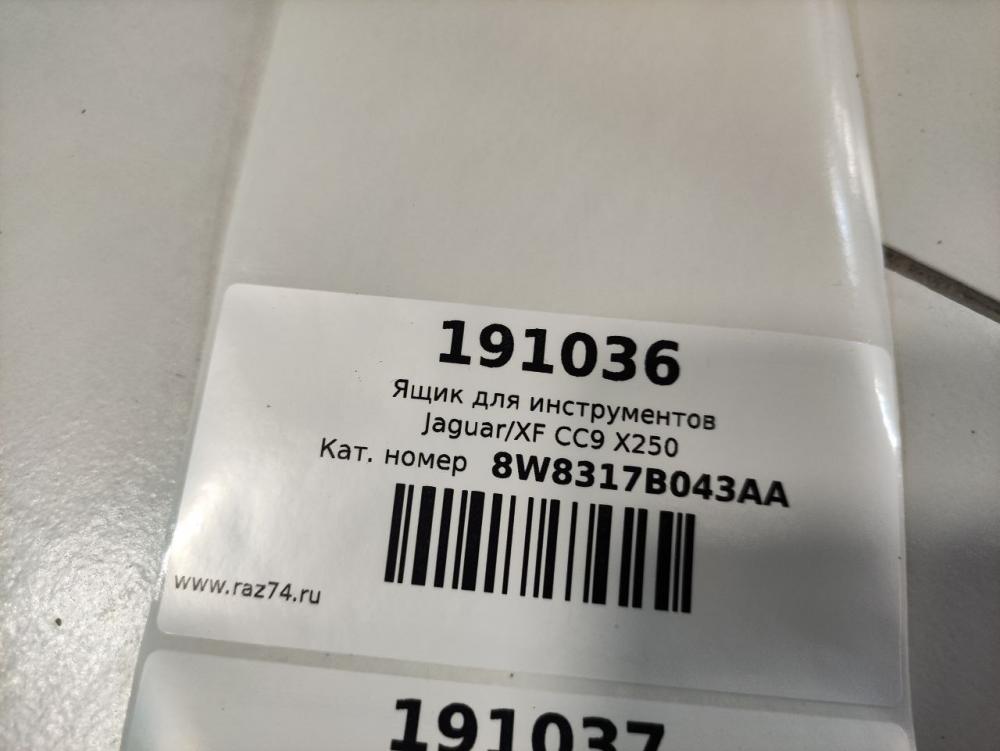 191036
Ящик для инструментов
Jaguar/XF CC9 X250
Кат. номер 8W8317B043AA
www.raz74.ru
191037